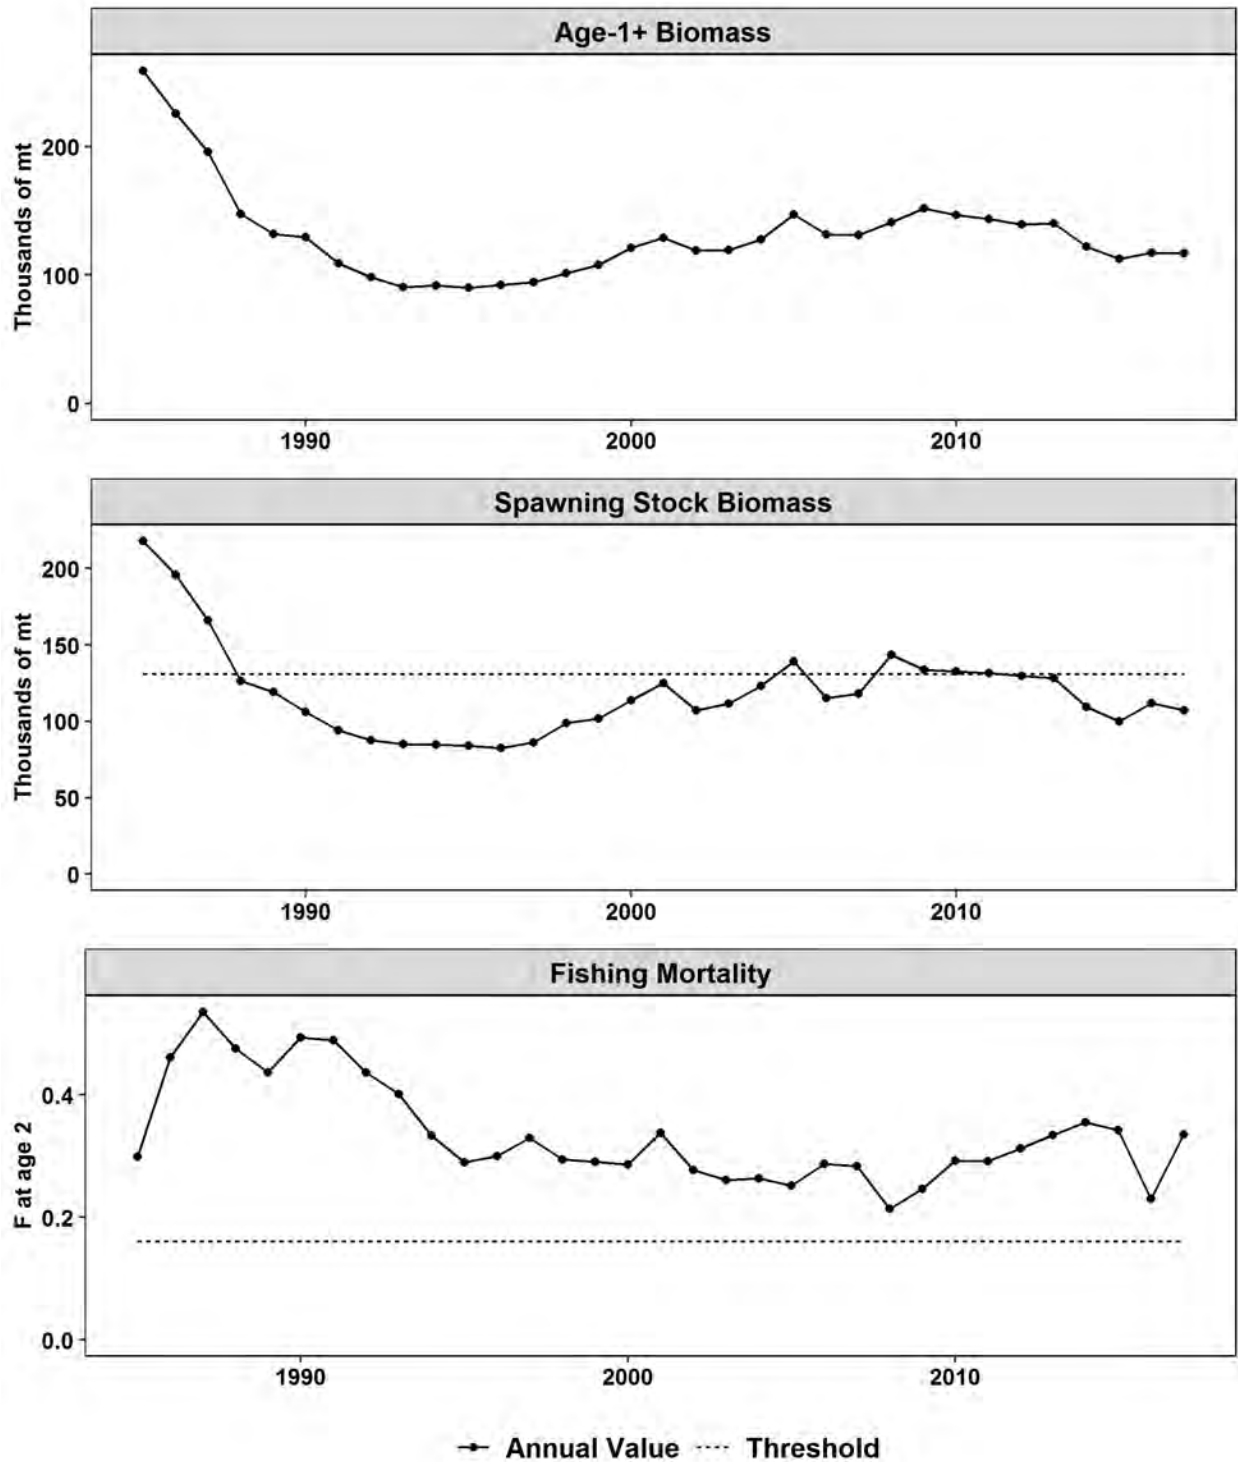 Age-1+ Biomass
Thousands of mt
200
100
0
1990 2000 2010
Spawning Stock Biomass
Thousands of mt
200
150
100
50
0
1990 2000 2010
Fishing Mortality
F at age 2
0.4
0.2
0.0
1990 2000 2010
Annual Value Threshold